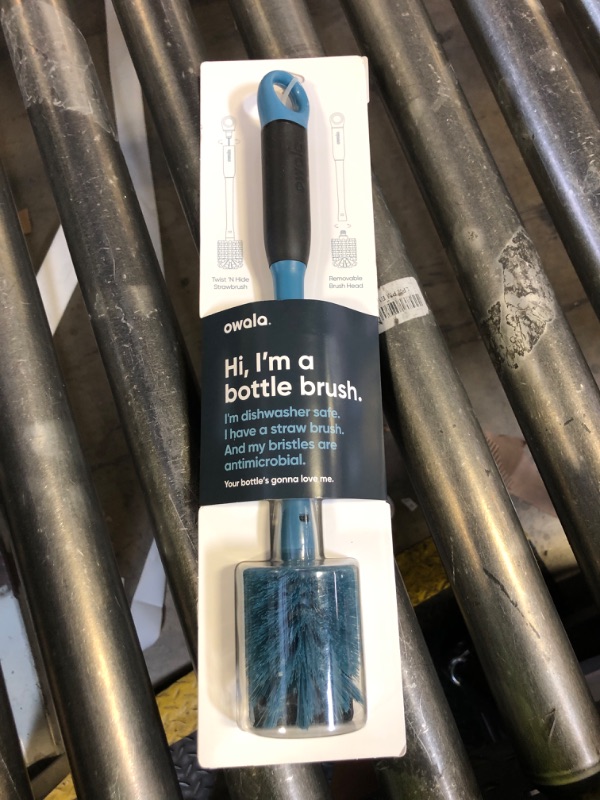 Twist 'N Hide
Strawbrush
Removable
Brush Head
owala.
Hi, I'm a
bottle brush.
I'm dishwasher safe.
I have a straw brush.
And my bristles are
antimicrobial.
Your bottle's gonna love me.